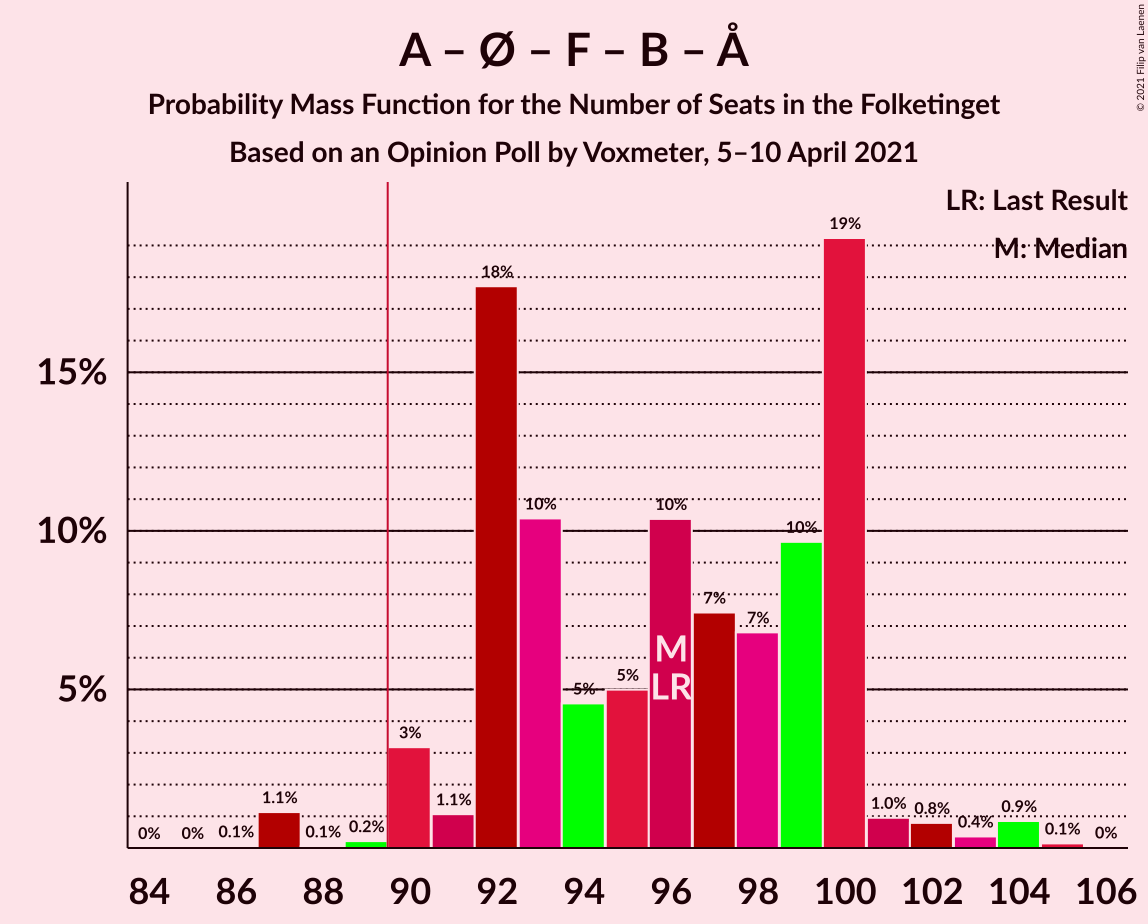 A – Ø – F – B – Å
Probability Mass Function for the Number of Seats in the Folketinget
Based on an Opinion Poll by Voxmeter, 5–10 April 2021
© 2021 Filip van Laenen
LR: Last Result
M: Median
15%
10%
5%
0%
0%
0.1%
1.1%
0.1%
0.2%
3%
1.1%
18%
10%
5%
5%
10%
7%
7%
10%
19%
1.0%
0.8%
0.4%
0.9%
0.1%
0%
M
LR
84 86 88 90 92 94 96 98 100 102 104 106